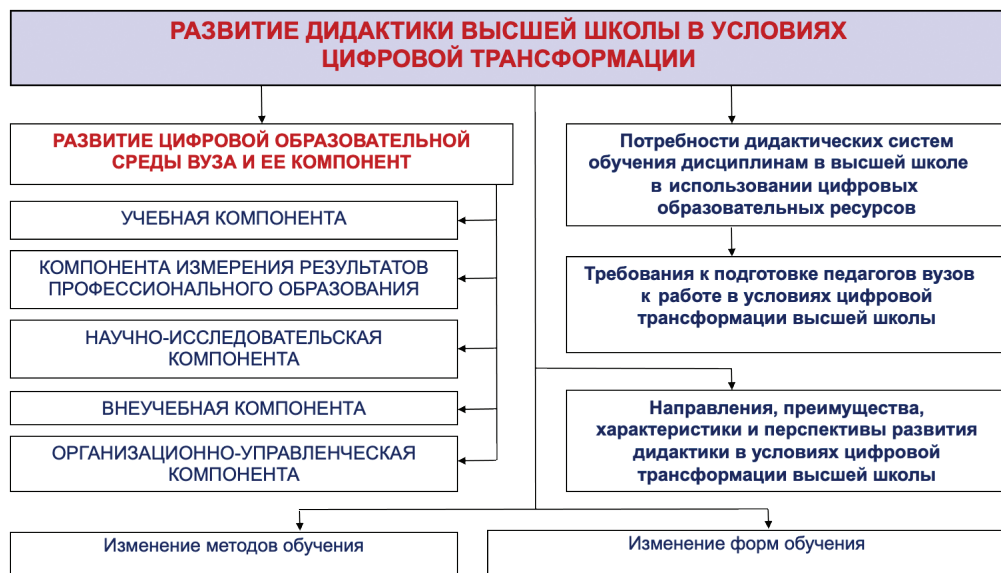 РАЗВИТИЕ ДИДАКТИКИ ВЫСШЕЙ ШКОЛЫ В УСЛОВИЯХ
ЦИФРОВОЙ ТРАНСФОРМАЦИИ
РАЗВИТИЕ ЦИФРОВОЙ ОБРАЗОВАТЕЛЬНОЙ
СРЕДЫ ВУЗА И ЕЕ КОМПОНЕНТ
УЧЕБНАЯ КОМПОНЕНТА
КОМПОНЕНТА ИЗМЕРЕНИЯ РЕЗУЛЬТАТОВ
ПРОФЕССИОНАЛЬНОГО ОБРАЗОВАНИЯ
НАУЧНО-ИССЛЕДОВАТЕЛЬСКАЯ
КОМПОНЕНТА
ВНЕУЧЕБНАЯ КОМПОНЕНТА
ОРГАНИЗАЦИОННО-УПРАВЛЕНЧЕСКАЯ
КОМПОНЕНТА
Потребности дидактических систем
обучения дисциплинам в высшей школе
в использовании цифровых
образовательных ресурсов
Требования к подготовке педагогов вузов
к работе в условиях цифровой
трансформации высшей школы
Направления, преимущества,
характеристики и перспективы развития
дидактики в условиях цифровой
трансформации высшей школы
Изменение методов обучения
Изменение форм обучения